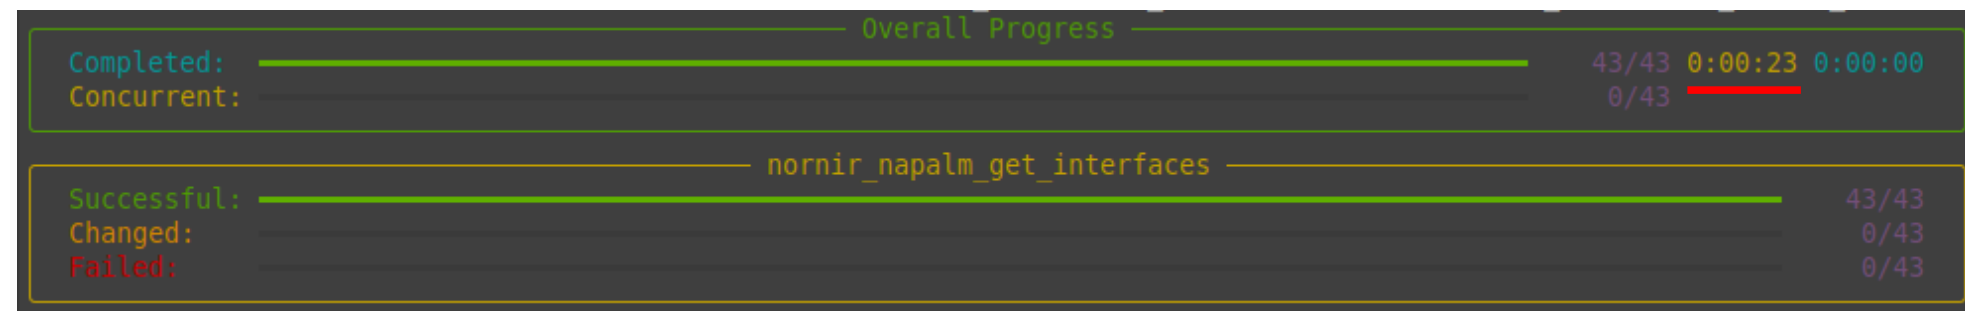 Overall Progress
Completed: 43/43 0:00:23 0:00:00
Concurrent: 0/43
nornir_napalm_get_interfaces
Successful: 43/43
Changed: 0/43
Failed: 0/43